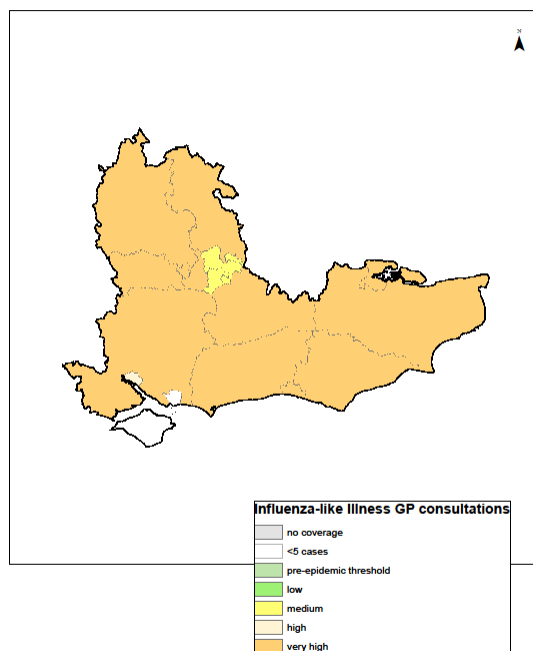 N
Influenza-like Illness GP consultations
no coverage
<5 cases
pre-epidemic threshold
low
medium
high
very high